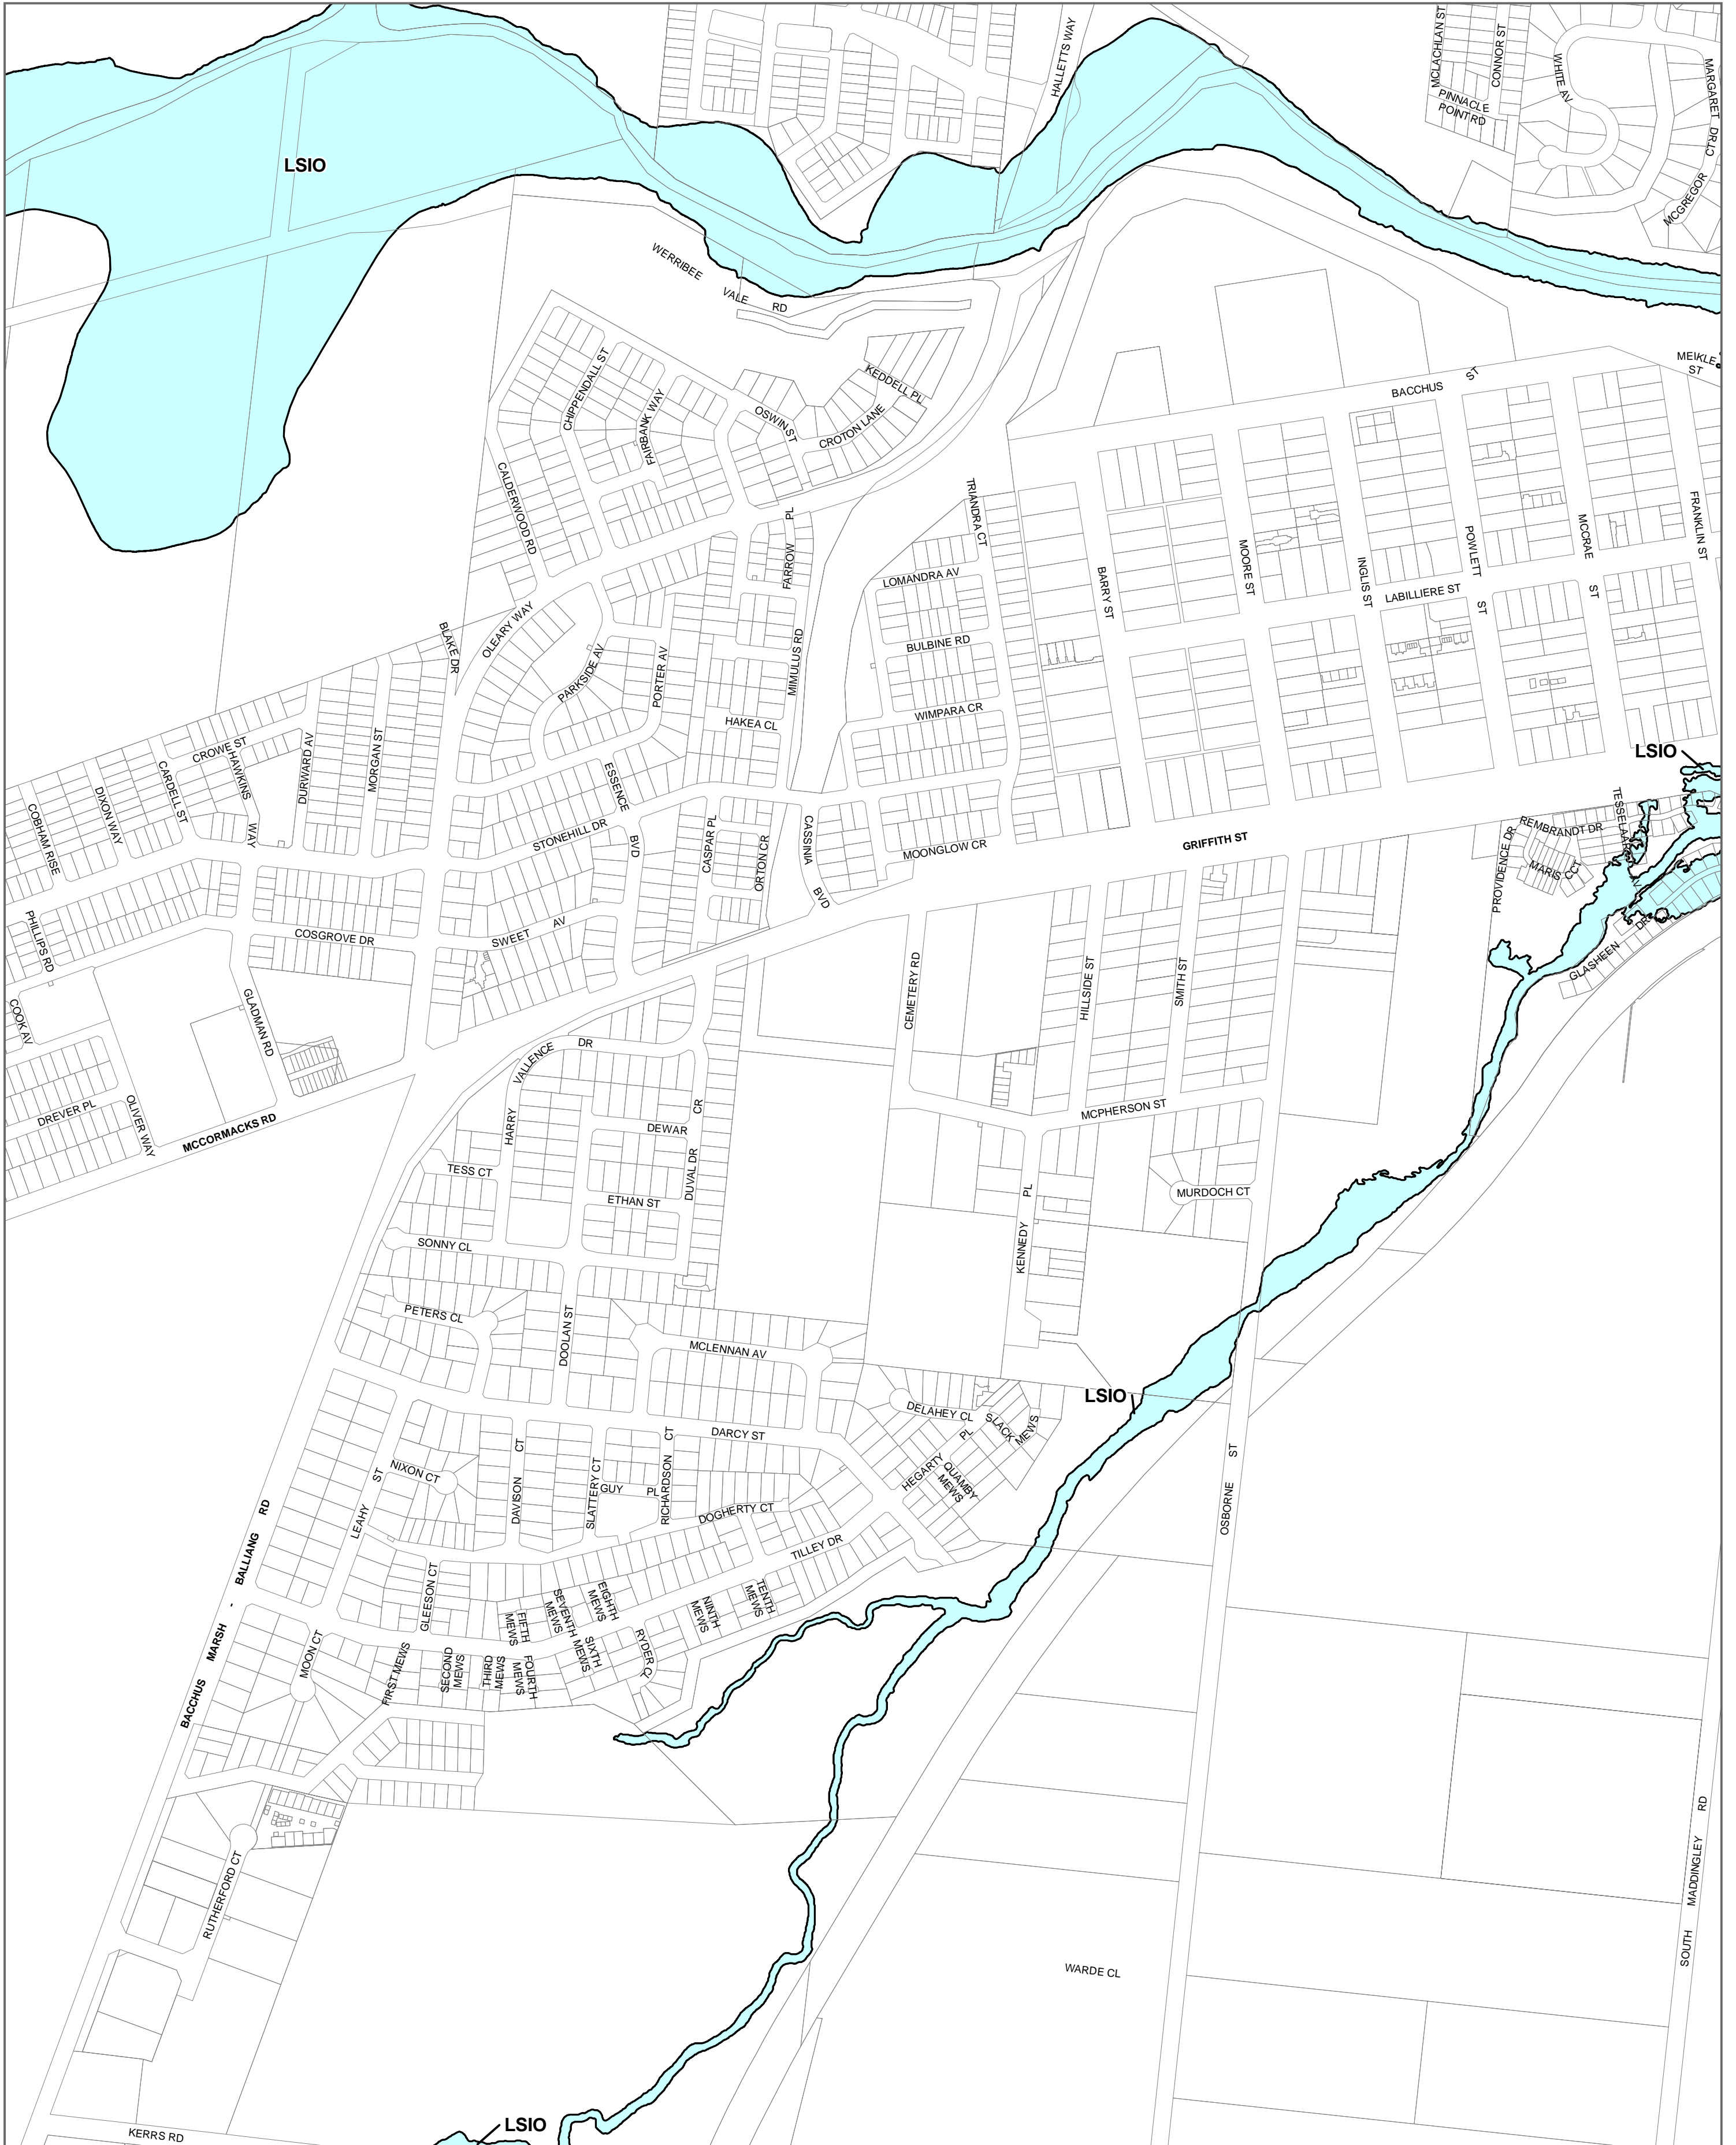 HALLETTS WAY
MCLACHLAN ST
CONNOR ST
WHITE AV
MARGARET DR
PINNACLE
POINT RD
CT
MCGREGOR
LSIO
WERRIBEE
VALE
RD
MEIKLE
ST
BACCHUS
ST
KEDDELL PL
CHIPPENDALL ST
FAIRBANK WAY
OSWIN ST
CROTON LANE
CALDERWOOD RD
TRIANDRA CT
FARROW
PL
LOMANDRA AV
BARRY ST
MOORE ST
INGLIS ST
POWLETT
ST
MCCRAE
ST
FRANKLIN ST
LABILLIERE ST
OLEARY WAY
BLAKE DR
BULBINE RD
PARKSIDE AV
PORTER AV
MIMULUS RD
WIMPARA CR
HAKEA CL
CROWE ST
HAWKINS
WAY
DURWARD AV
MORGAN ST
CARDELL ST
DIXON WAY
COBHAM RISE
ESSENCE
BVD
STONEHILL DR
CASPAR PL
ORTON CR
CASSINIA
BVD
MOONGLOW CR
GRIFFITH ST
LSIO
REMBRANDT DR
MARIS CCT
PROVIDENCE DR
GLASHEEN
DR
PHILLIPS RD
COSGROVE DR
SWEET
AV
COOK AV
GLADMAN RD
CEMETERY RD
HILLSIDE ST
SMITH ST
VALLENCE
DR
HARRY
DREVER PL
OLIVER WAY
MCCORMACKS RD
DEWAR
CR
MCPHERSON ST
TESS CT
ETHAN ST
DUVAL DR
KENNEDY
PL
MURDOCH CT
SONNY CL
PETERS CL
DOOLAN ST
MCLENNAN AV
LSIO
DELAHEY CL
SLACK
MEWS
DARCY ST
HEGARTY
PL
QUAMBY
MEWS
NIXON CT
LEAHY
ST
DAVISON
CT
SLATTERY CT
GUY
PL
RICHARDSON
CT
DOGHERTY CT
TILLEY DR
OSBORNE
ST
BACCHUS
MARSH
-
BALLIANG
RD
GLEESON CT
FIFTH
MEWS
SEVENTH
MEWS
EIGHTH
MEWS
NINTH
MEWS
TENTH
MEWS
MOON CT
FIRST MEWS
SECOND
MEWS
THIRD
MEWS
FOURTH
MEWS
SIXTH
MEWS
RYDER
RUTHERFORD CT
WARDE CL
SOUTH
MADDINGLEY
RD
KERRS RD
LSIO